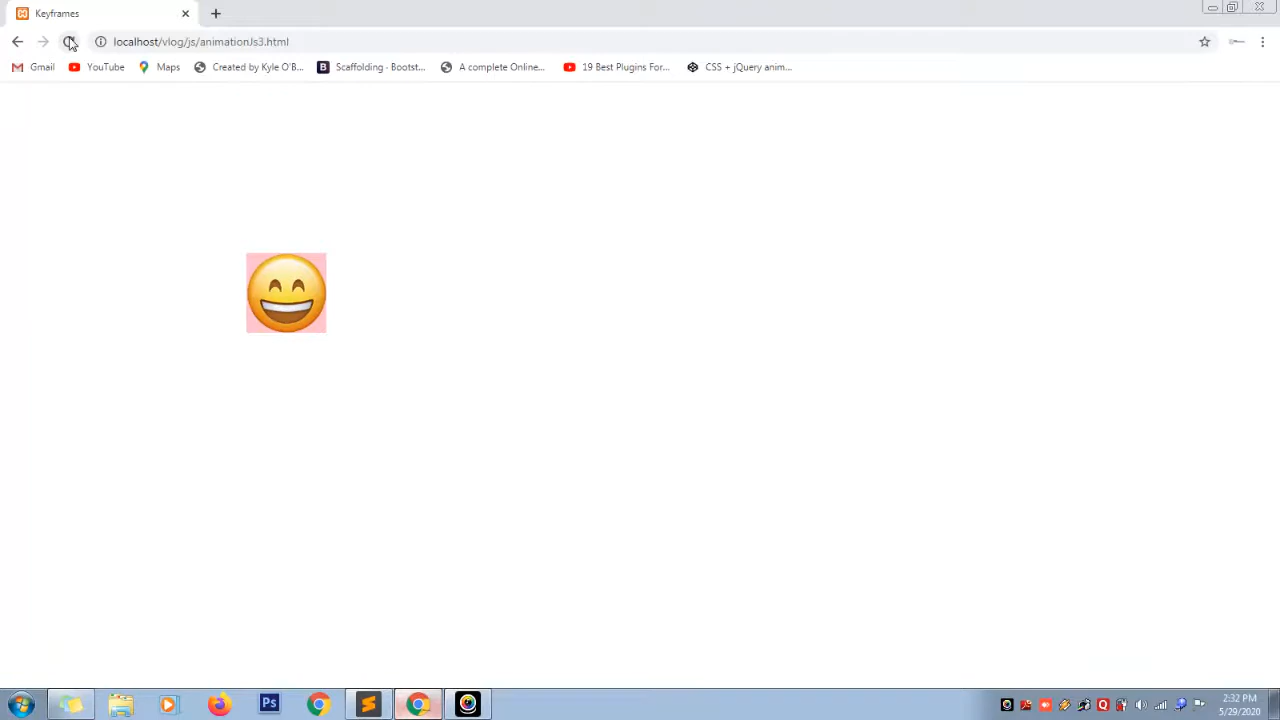 Keyframes
localhost/vlog/js/animationJs3.html
Gmail YouTube Maps Created by Kyle O'B... Scaffolding · Bootst... A complete Online... 19 Best Plugins For... CSS + jQuery anim...
Ps
2:32 PM
5/29/2020